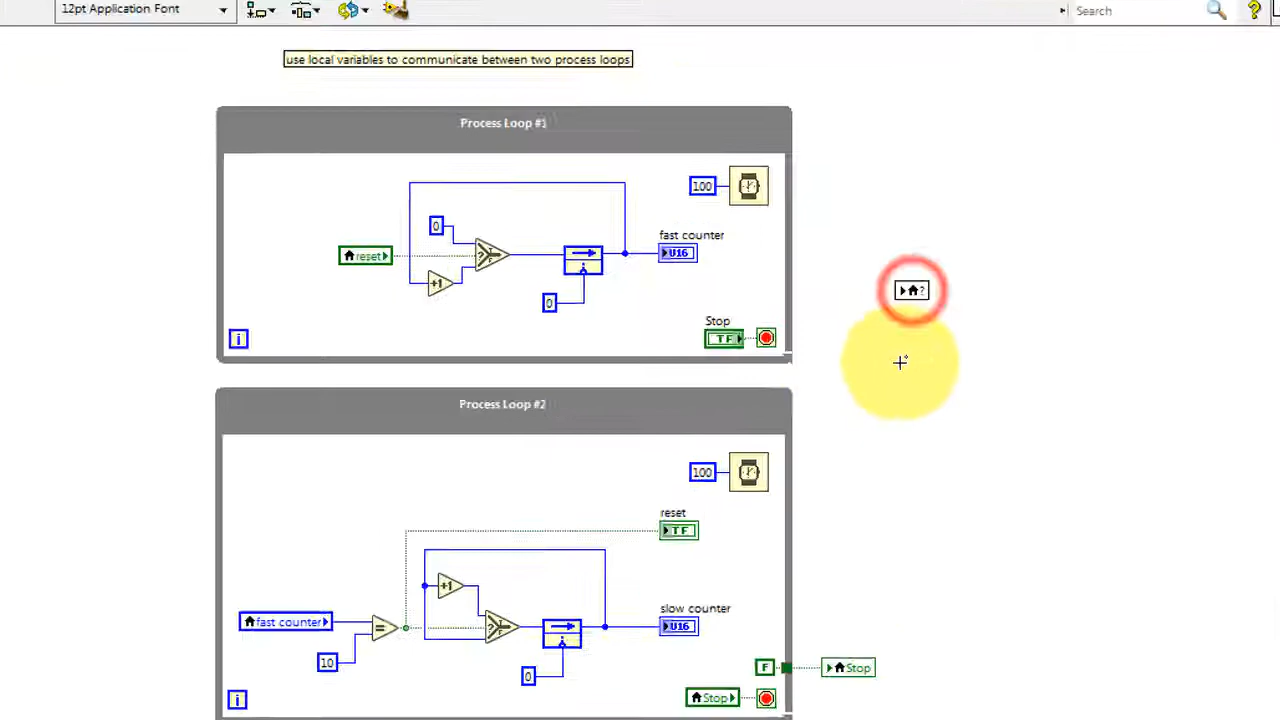 12pt Application Font
Search
use local variables to communicate between two process loops
Process Loop #1
100
0
fast counter
reset
U16
+1
0
Stop
TF
i
?
Process Loop #2
100
reset
TF
+1
slow counter
fast counter
=
U16
10
0
F
Stop
Stop
i